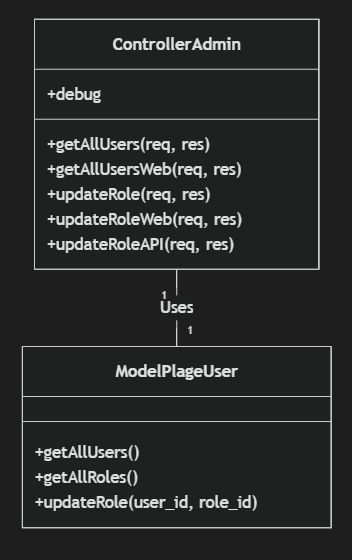 ControllerAdmin
+debug
+getAllUsers(req, res)
+getAllUsersWeb(req, res)
+updateRole(req, res)
+updateRoleWeb(req, res)
+updateRoleAPI(req, res)
1
Uses
1
ModelPlageUser
+getAllUsers()
+getAllRoles()
+updateRole(user_id, role_id)